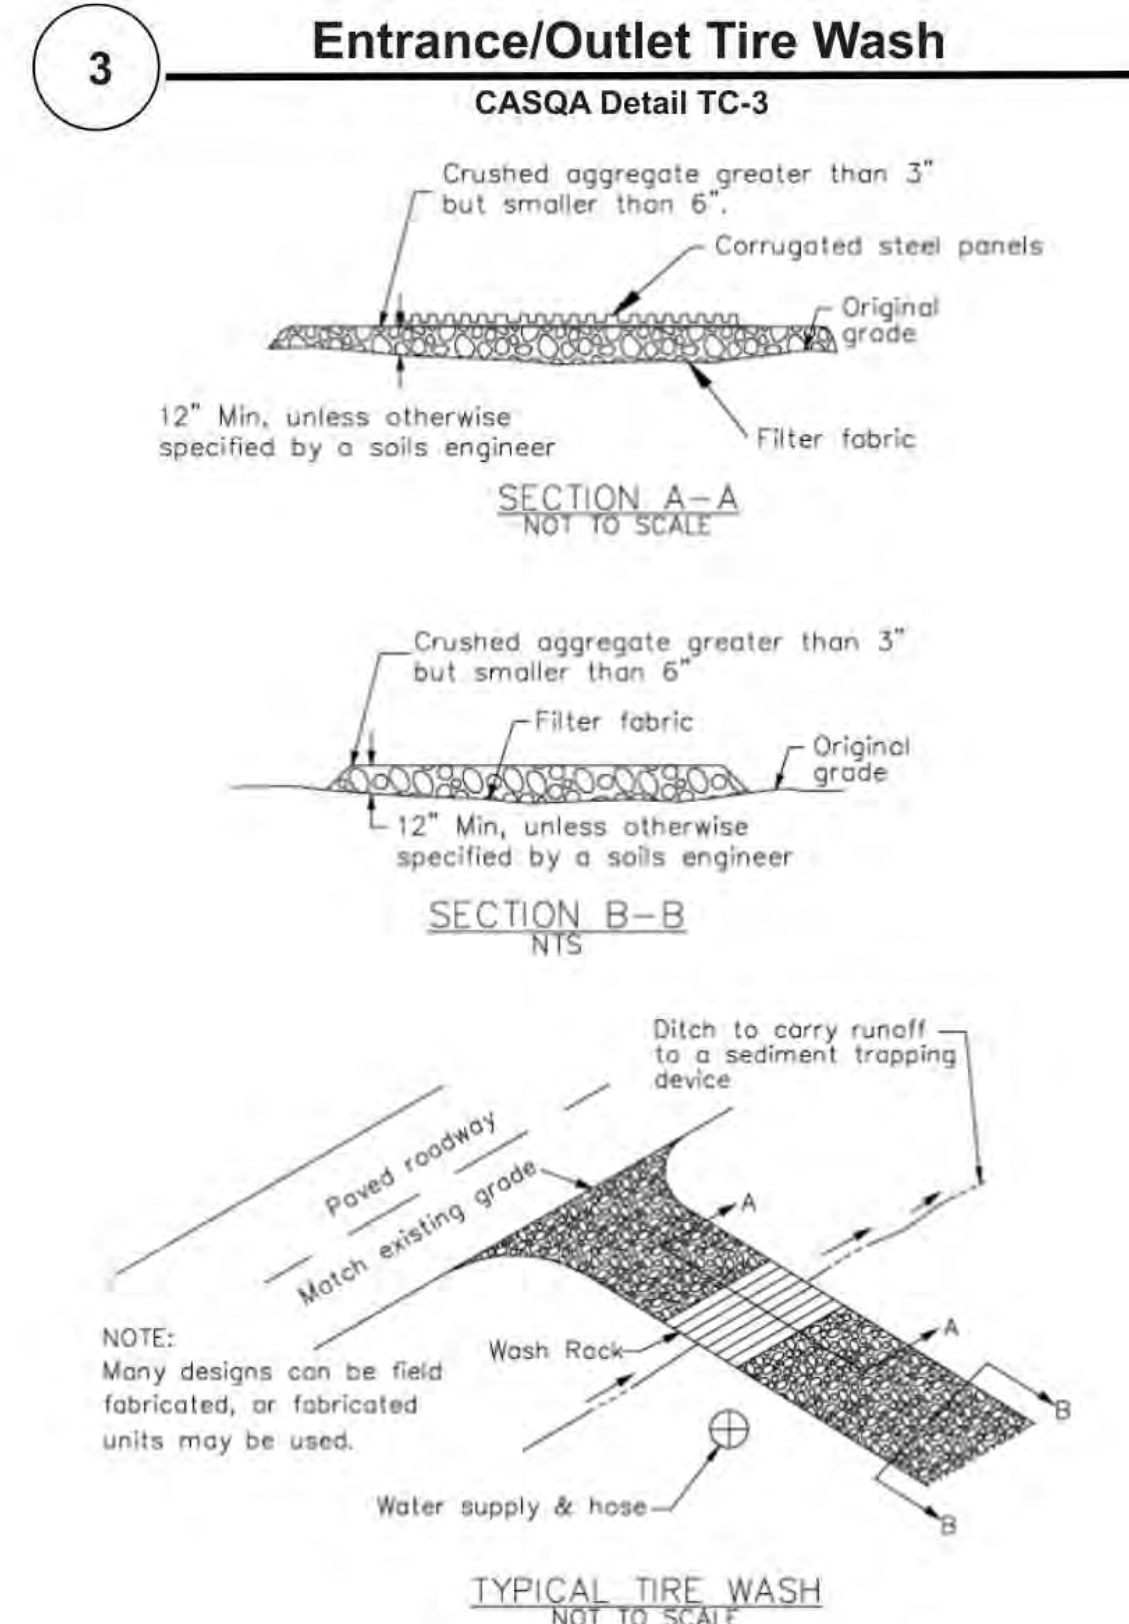 3
Entrance/Outlet Tire Wash
CASQA Detail TC-3
Crushed aggregate greater than 3"
but smaller than 6".
Corrugated steel panels
Original
grade
12" Min, unless otherwise
specified by a soils engineer
Filter fabric
SECTION A-A
NOT TO SCALE
Crushed aggregate greater than 3"
but smaller than 6"
Filter fabric
Original
grade
12" Min, unless otherwise
specified by a soils engineer
SECTION B-B
NTS
Ditch to carry runoff
to a sediment trapping
device
Paved roadway
Match existing grade
A
A
NOTE:
Many designs can be field
fabricated, or fabricated
units may be used.
Wash Rack
B
Water supply & hose
B
TYPICAL TIRE WASH
NOT TO SCALE